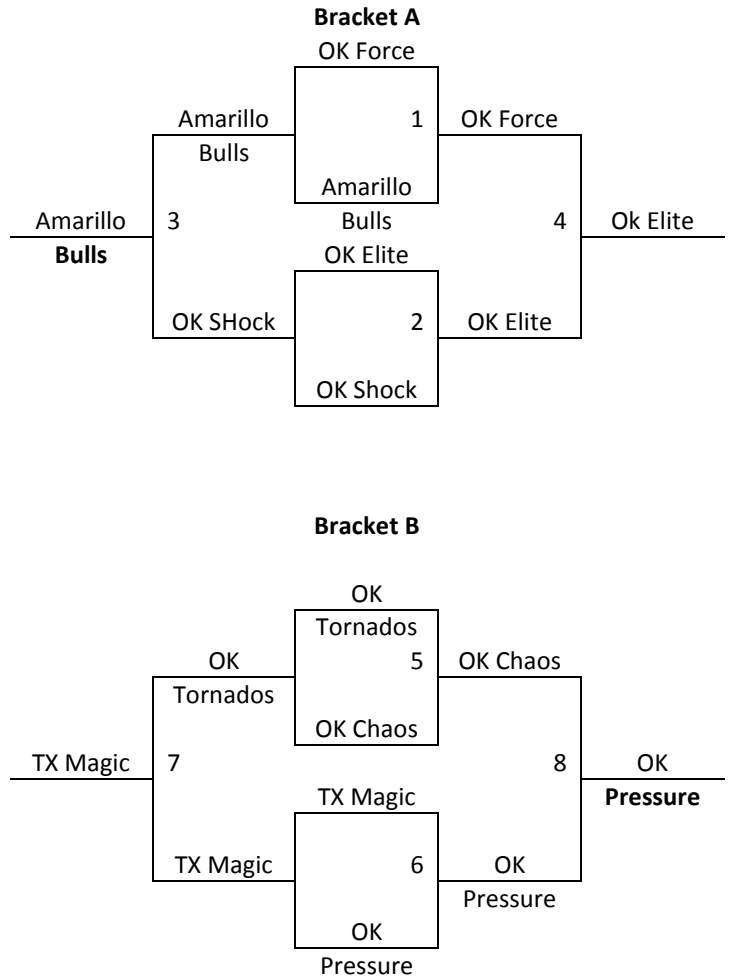 Bracket A
OK Force
Amarillo 1 OK Force
Bulls
Amarillo
Amarillo 3 Bulls 4 Ok Elite
Bulls OK Elite
OK SHock 2 OK Elite
OK Shock
Bracket B
OK
Tornados
OK 5 OK Chaos
Tornados
OK Chaos
TX Magic 7 8 OK
TX Magic Pressure
TX Magic 6 OK
Pressure
OK
Pressure